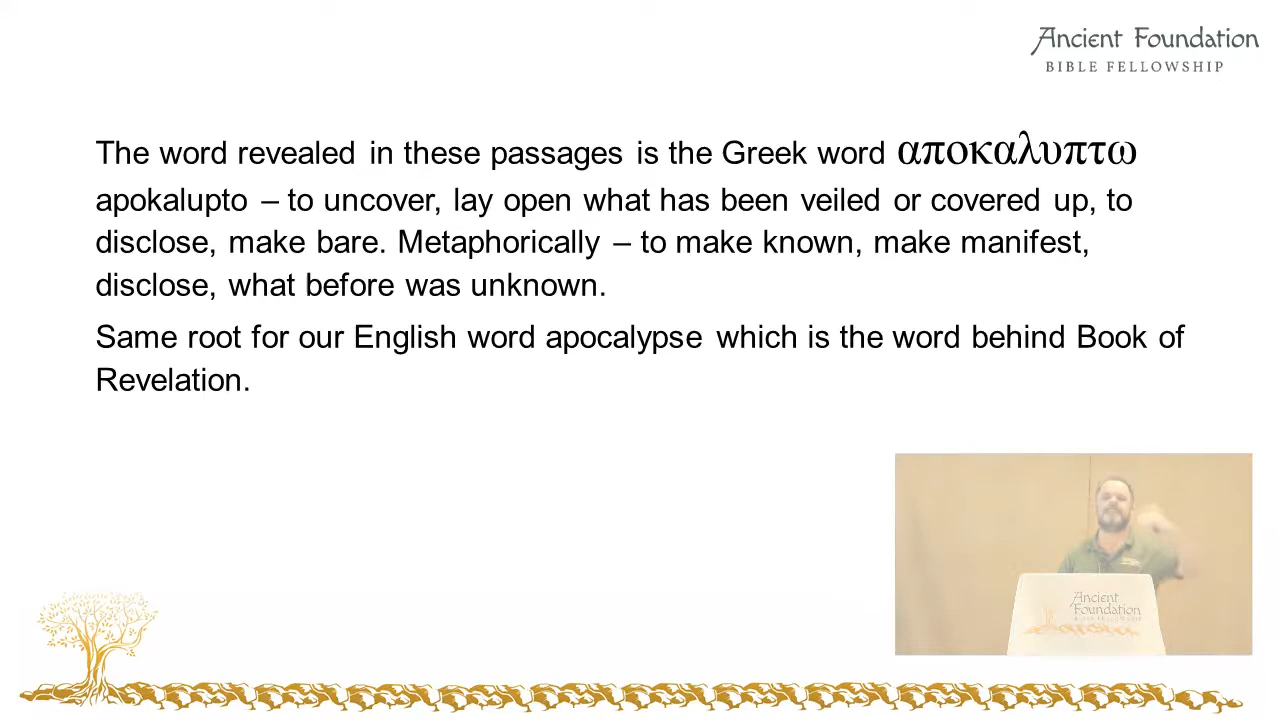 Ancient Foundation
BIBLE FELLOWSHIP
The word revealed in these passages is the Greek word αποκαλυπτω
apokalupto – to uncover, lay open what has been veiled or covered up, to
disclose, make bare. Metaphorically – to make known, make manifest,
disclose, what before was unknown.
Same root for our English word apocalypse which is the word behind Book of
Revelation.
Ancient
Foundation
BIBLE FELLOWSHIP